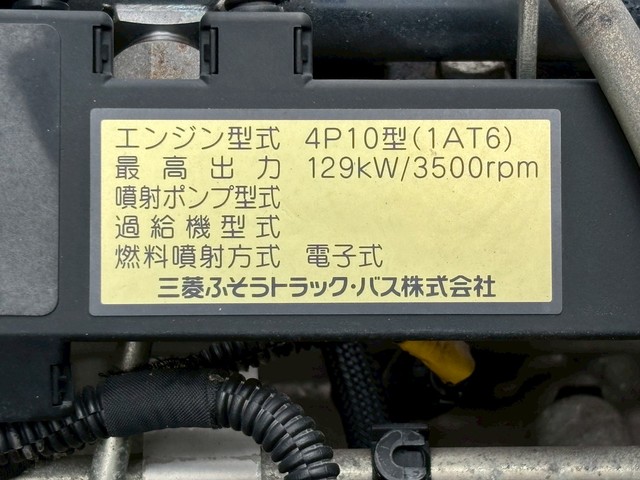 エンジン型式 4P10型(1AT6)
最高出力 129kW/3500rpm
噴射ポンプ型式
過給機型式
燃料噴射方式 電子式
三菱ふそうトラック・バス株式会社